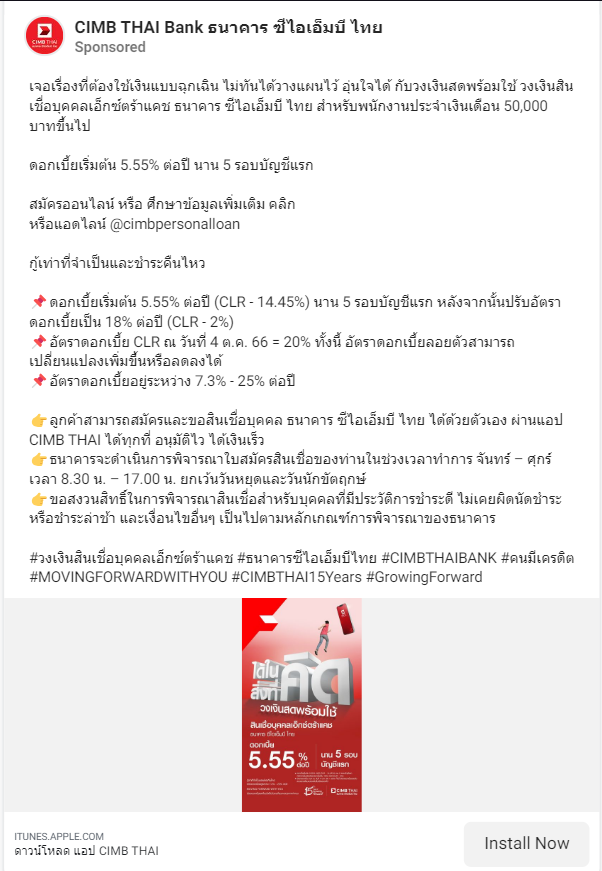 CIMB THAI Bank ธนาคาร ซีไอเอ็มบี ไทย
Sponsored
เจอเรื่องที่ต้องใช้เงินแบบฉุกเฉิน ไม่ทันได้วางแผนไว้ อุ่นใจได้ กับวงเงินสดพร้อมใช้ วงเงินสิน
เชื่อบุคคลเอ็กซ์ตร้าแคช ธนาคาร ซีไอเอ็มบี ไทย สำหรับพนักงานประจำเงินเดือน 50,000
บาทขึ้นไป
ดอกเบี้ยเริ่มต้น 5.55% ต่อปี นาน 5 รอบบัญชีแรก
สมัครออนไลน์ หรือ ศึกษาข้อมูลเพิ่มเติม คลิก
หรือแอดไลน์ @cimbpersonalloan
กู้เท่าที่จำเป็นและชำระคืนไหว
📌 ดอกเบี้ยเริ่มต้น 5.55% ต่อปี (CLR - 14.45%) นาน 5 รอบบัญชีแรก หลังจากนั้นปรับอัตรา
ดอกเบี้ยเป็น 18% ต่อปี (CLR - 2%)
📌 อัตราดอกเบี้ย CLR ณ วันที่ 4 ต.ค. 66 = 20% ทั้งนี้ อัตราดอกเบี้ยลอยตัวสามารถ
เปลี่ยนแปลงเพิ่มขึ้นหรือลดลงได้
📌 อัตราดอกเบี้ยอยู่ระหว่าง 7.3% - 25% ต่อปี
👉 ลูกค้าสามารถสมัครและขอสินเชื่อบุคคล ธนาคาร ซีไอเอ็มบี ไทย ได้ด้วยตัวเอง ผ่านแอป
CIMB THAI ได้ทุกที่ อนุมัติไว ได้เงินเร็ว
👉 ธนาคารจะดำเนินการพิจารณาใบสมัครสินเชื่อของท่านในช่วงเวลาทำการ จันทร์ – ศุกร์
เวลา 8.30 น. – 17.00 น. ยกเว้นวันหยุดและวันนักขัตฤกษ์
👉 ขอสงวนสิทธิ์ในการพิจารณาสินเชื่อสำหรับบุคคลที่มีประวัติการชำระดี ไม่เคยผิดนัดชำระ
หรือชำระล่าช้า และเงื่อนไขอื่นๆ เป็นไปตามหลักเกณฑ์การพิจารณาของธนาคาร
#วงเงินสินเชื่อบุคคลเอ็กซ์ตร้าแคช #ธนาคารซีไอเอ็มบีไทย #CIMBTHAIBANK #คนมีเครดิต
#MOVINGFORWARDWITHYOU #CIMBTHAI15Years #GrowingForward
ได้ใน
สิ่งที่คิด
วงเงินสดพร้อมใช้
สินเชื่อบุคคลเอ็กซ์ตร้าแคช
ธนาคาร ซีไอเอ็มบี ไทย
ดอกเบี้ย
5.55% ต่อปี นาน 5 รอบ
บัญชีแรก
CIMB THAI
ITUNES.APPLE.COM
ดาวน์โหลด แอป CIMB THAI
Install Now